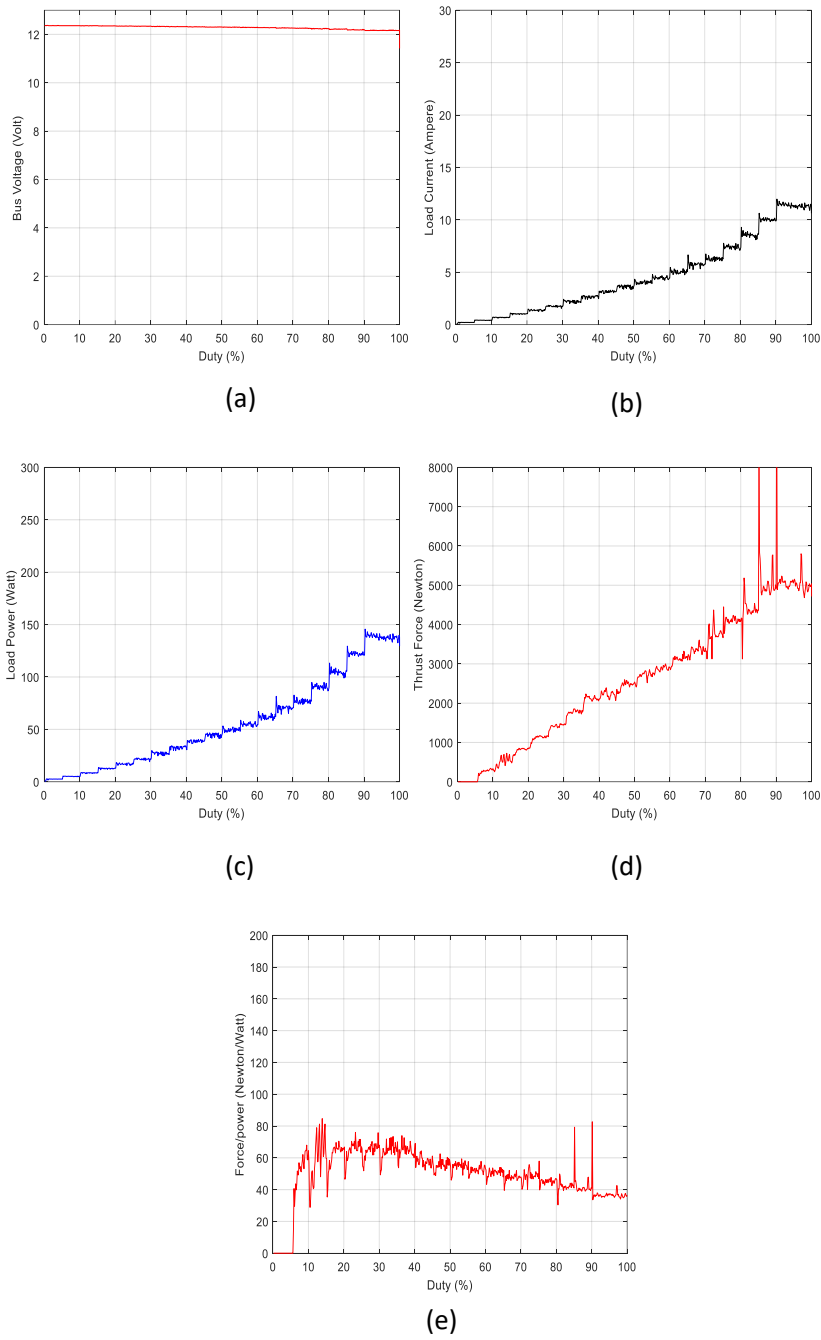 12
10
8
6
4
2
0
Bus Voltage (Volt)
0 10 20 30 40 50 60 70 80 90 100
Duty (%)
(a)
30
25
20
15
10
5
0
Load Current (Ampere)
0 10 20 30 40 50 60 70 80 90 100
Duty (%)
(b)
300
250
200
150
100
50
0
Load Power (Watt)
0 10 20 30 40 50 60 70 80 90 100
Duty (%)
(c)
8000
7000
6000
5000
4000
3000
2000
1000
0
Thrust Force (Newton)
0 10 20 30 40 50 60 70 80 90 100
Duty (%)
(d)
200
180
160
140
120
100
80
60
40
20
0
Force/power (Newton/Watt)
0 10 20 30 40 50 60 70 80 90 100
Duty (%)
(e)